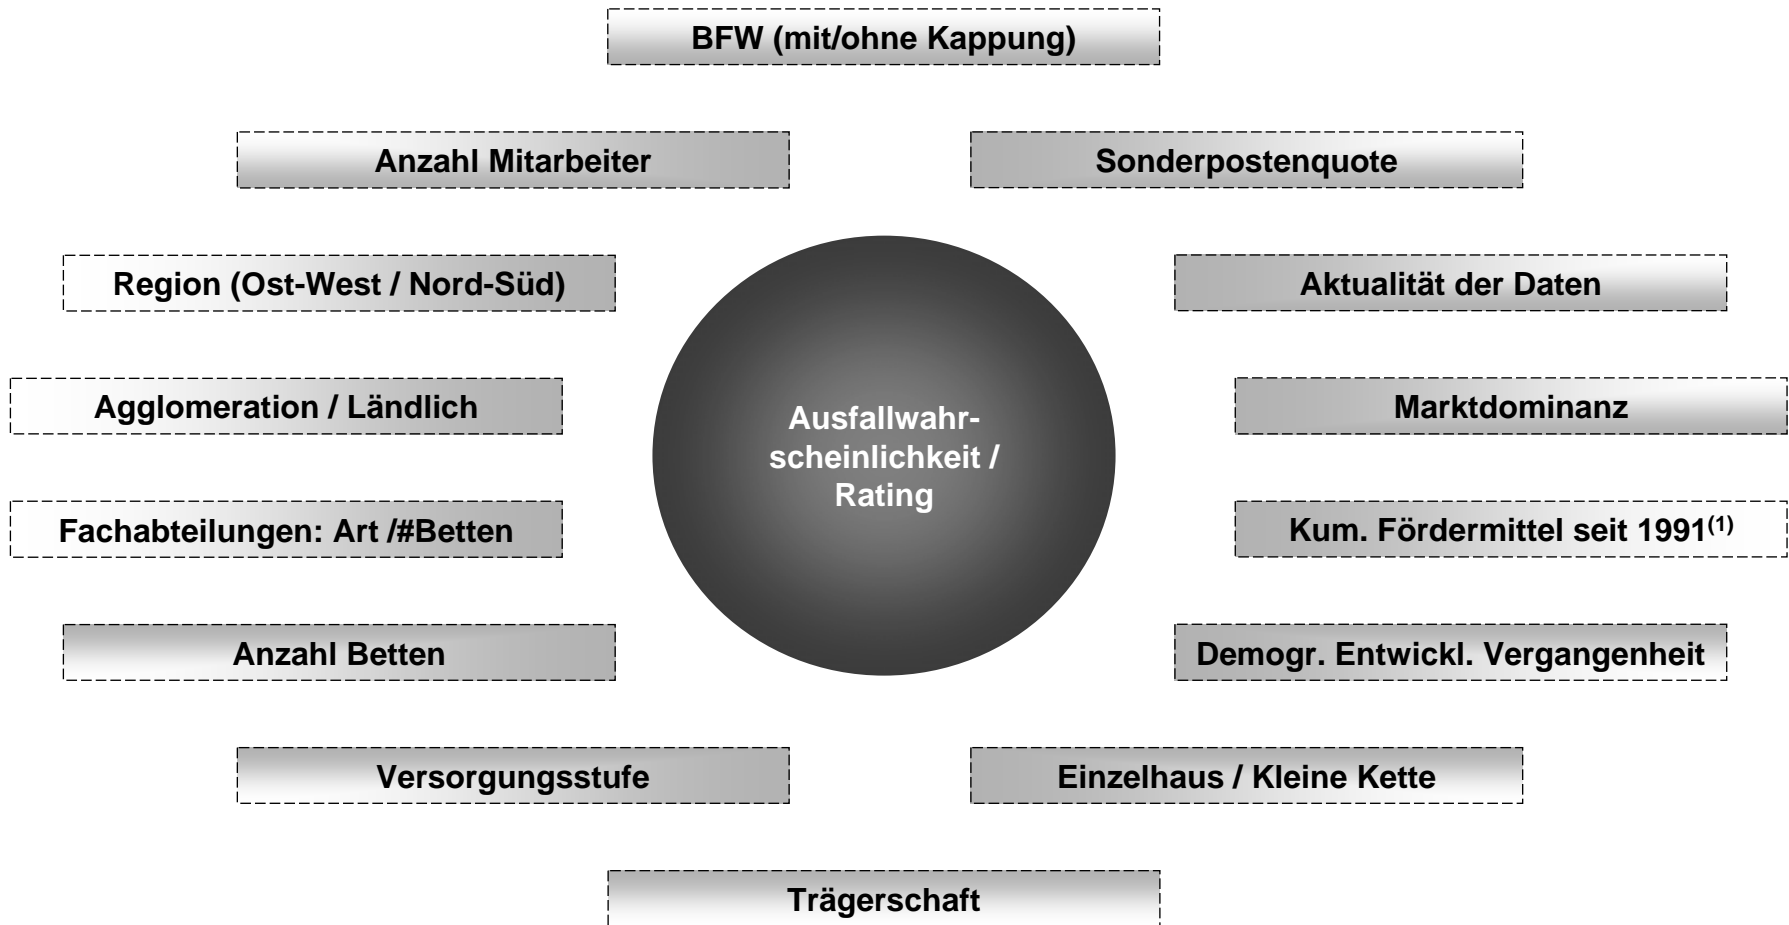 BFW (mit/ohne Kappung)
Anzahl Mitarbeiter
Sonderpostenquote
Region (Ost-West / Nord-Süd)
Aktualität der Daten
Agglomeration / Ländlich
Marktdominanz
Ausfallwahr-
scheinlichkeit /
Rating
Fachabteilungen: Art /#Betten
Kum. Fördermittel seit 1991⁽¹⁾
Anzahl Betten
Demogr. Entwickl. Vergangenheit
Versorgungsstufe
Einzelhaus / Kleine Kette
Trägerschaft